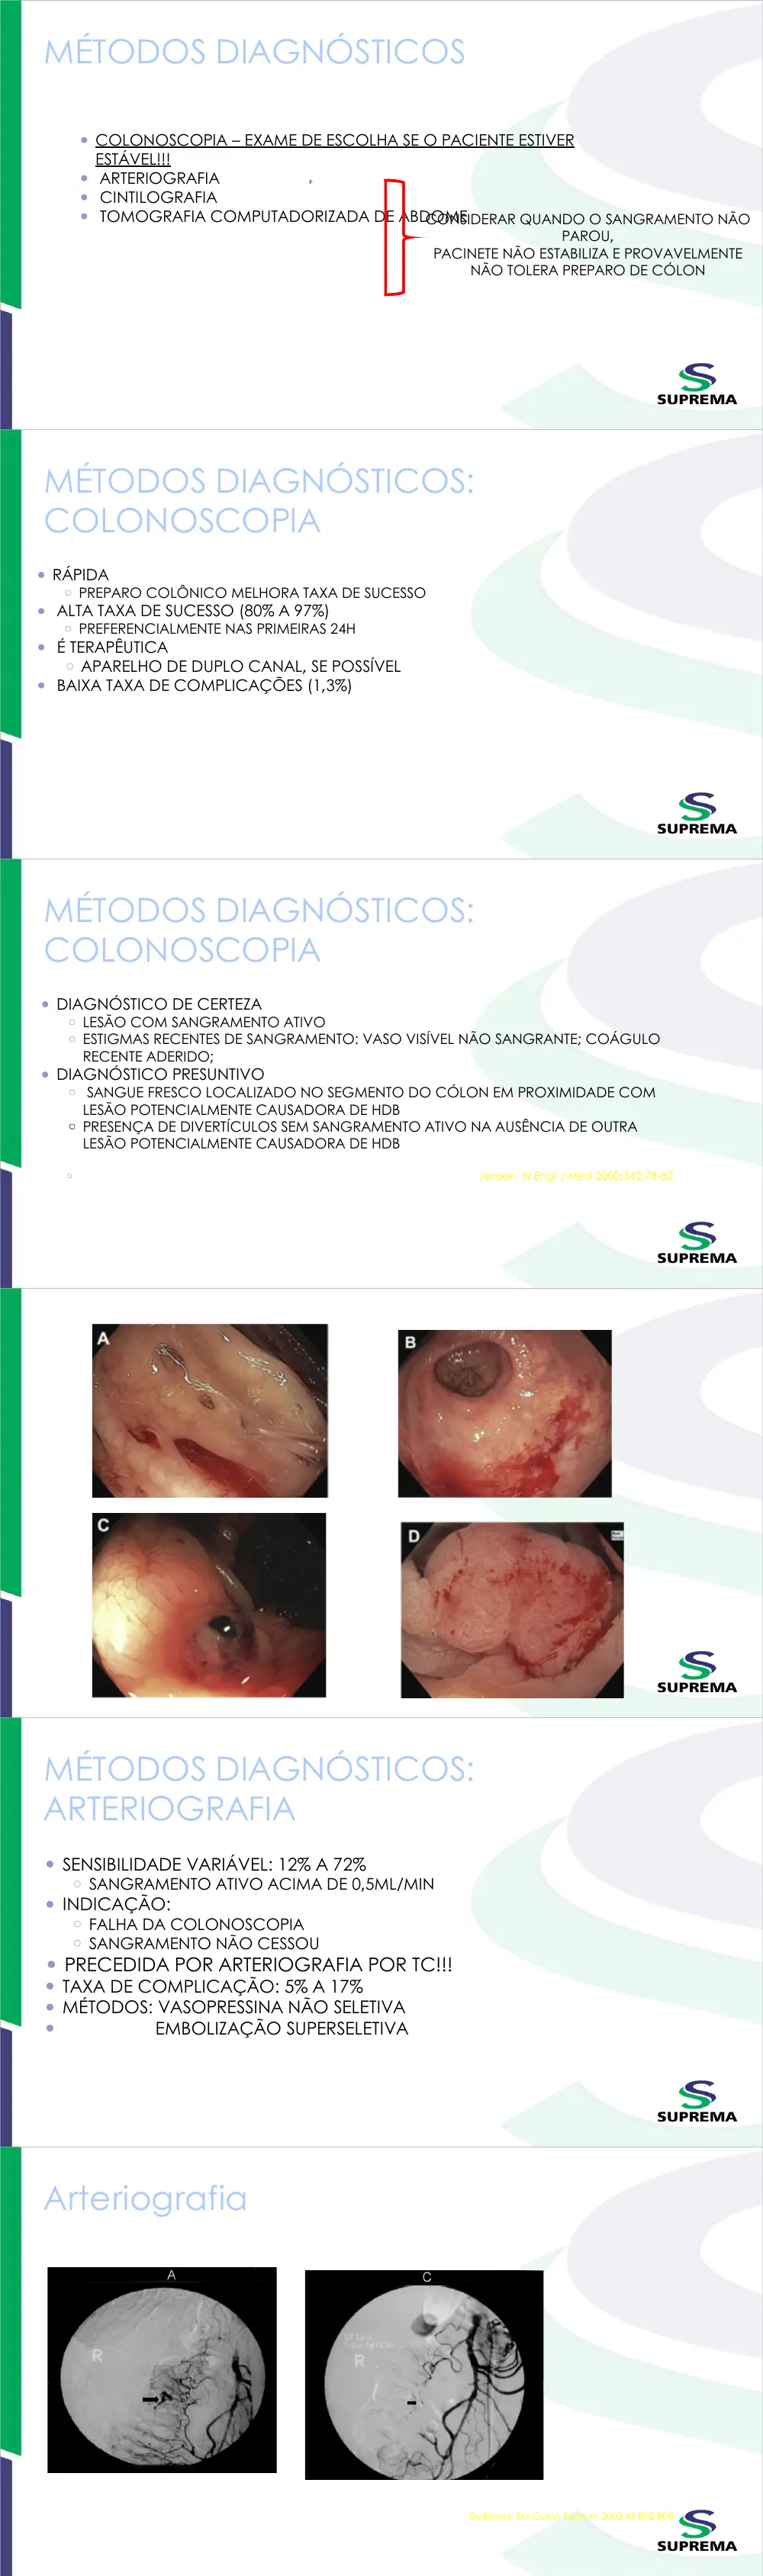 MÉTODOS DIAGNÓSTICOS
COLONOSCOPIA – EXAME DE ESCOLHA SE O PACIENTE ESTIVER
ESTÁVEL!!!
ARTERIOGRAFIA
CINTILOGRAFIA
TOMOGRAFIA COMPUTADORIZADA DE ABDOME
CONSIDERAR QUANDO O SANGRAMENTO NÃO
PAROU,
PACINETE NÃO ESTABILIZA E PROVAVELMENTE
NÃO TOLERA PREPARO DE CÓLON
SUPREMA
MÉTODOS DIAGNÓSTICOS:
COLONOSCOPIA
RÁPIDA
PREPARO COLÔNICO MELHORA TAXA DE SUCESSO
ALTA TAXA DE SUCESSO (80% A 97%)
PREFERENCIALMENTE NAS PRIMEIRAS 24H
É TERAPÊUTICA
APARELHO DE DUPLO CANAL, SE POSSÍVEL
BAIXA TAXA DE COMPLICAÇÕES (1,3%)
SUPREMA
MÉTODOS DIAGNÓSTICOS:
COLONOSCOPIA
DIAGNÓSTICO DE CERTEZA
LESÃO COM SANGRAMENTO ATIVO
ESTIGMAS RECENTES DE SANGRAMENTO: VASO VISÍVEL NÃO SANGRANTE; COÁGULO
RECENTE ADERIDO;
DIAGNÓSTICO PRESUNTIVO
SANGUE FRESCO LOCALIZADO NO SEGMENTO DO CÓLON EM PROXIMIDADE COM
LESÃO POTENCIALMENTE CAUSADORA DE HDB
PRESENÇA DE DIVERTÍCULOS SEM SANGRAMENTO ATIVO NA AUSÊNCIA DE OUTRA
LESÃO POTENCIALMENTE CAUSADORA DE HDB
Jensen: N Engl J Med 2000;342;78-82
SUPREMA
A
B
C
D
SUPREMA
MÉTODOS DIAGNÓSTICOS:
ARTERIOGRAFIA
SENSIBILIDADE VARIÁVEL: 12% A 72%
SANGRAMENTO ATIVO ACIMA DE 0,5ML/MIN
INDICAÇÃO:
FALHA DA COLONOSCOPIA
SANGRAMENTO NÃO CESSOU
PRECEDIDA POR ARTERIOGRAFIA POR TC!!!
TAXA DE COMPLICAÇÃO: 5% A 17%
MÉTODOS: VASOPRESSINA NÃO SELETIVA
EMBOLIZAÇÃO SUPERSELETIVA
SUPREMA
Arteriografia
A
R
C
R
DeBarros: Dis Colon Rectum 2002;45:802-808
SUPREMA